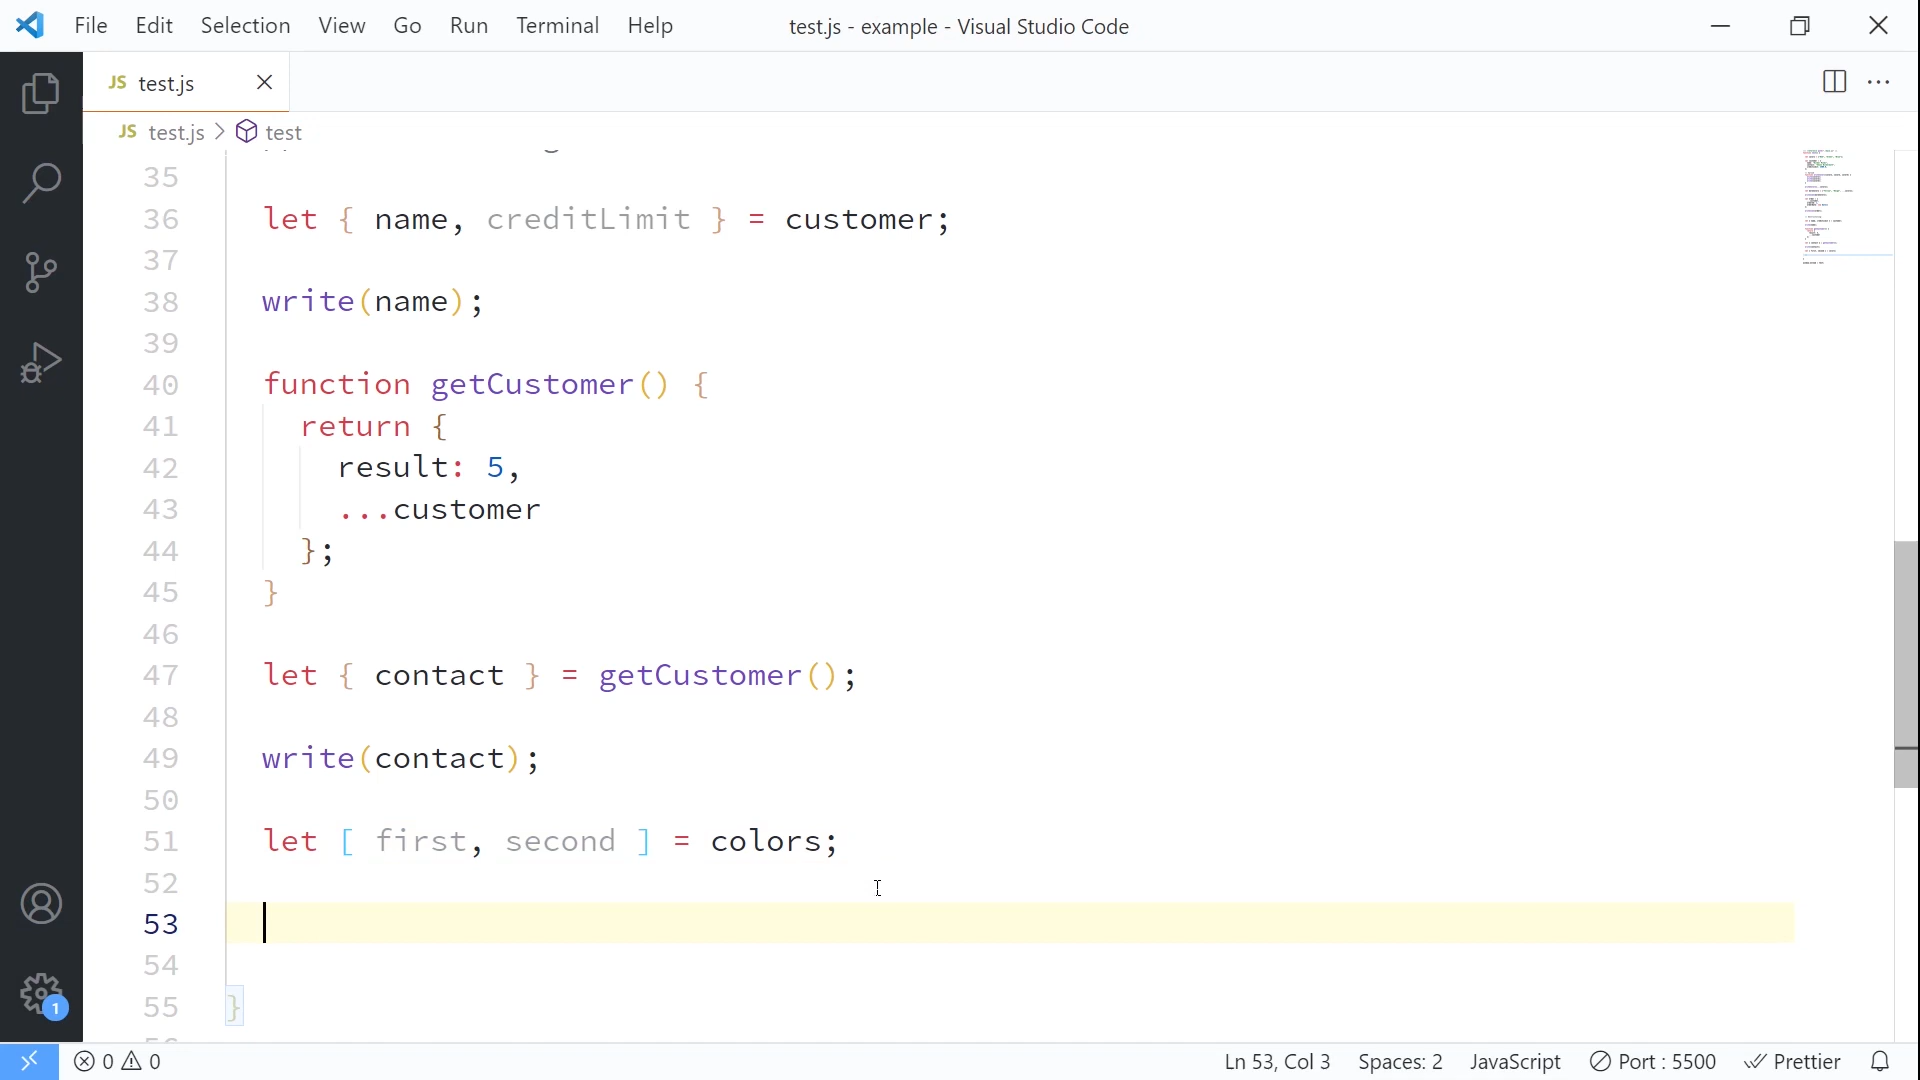 File Edit Selection View Go Run Terminal Help test.js - example - Visual Studio Code
JS test.js
JS test.js > test
35
36 let { name, creditLimit } = customer;
37
38 write(name);
39
40 function getCustomer() {
41 return {
42 result: 5,
43 ...customer
44 };
45 }
46
47 let { contact } = getCustomer();
48
49 write(contact);
50
51 let [ first, second ] = colors;
52
53
54
55 }
1
0 0 Ln 53, Col 3 Spaces: 2 JavaScript Port : 5500 Prettier